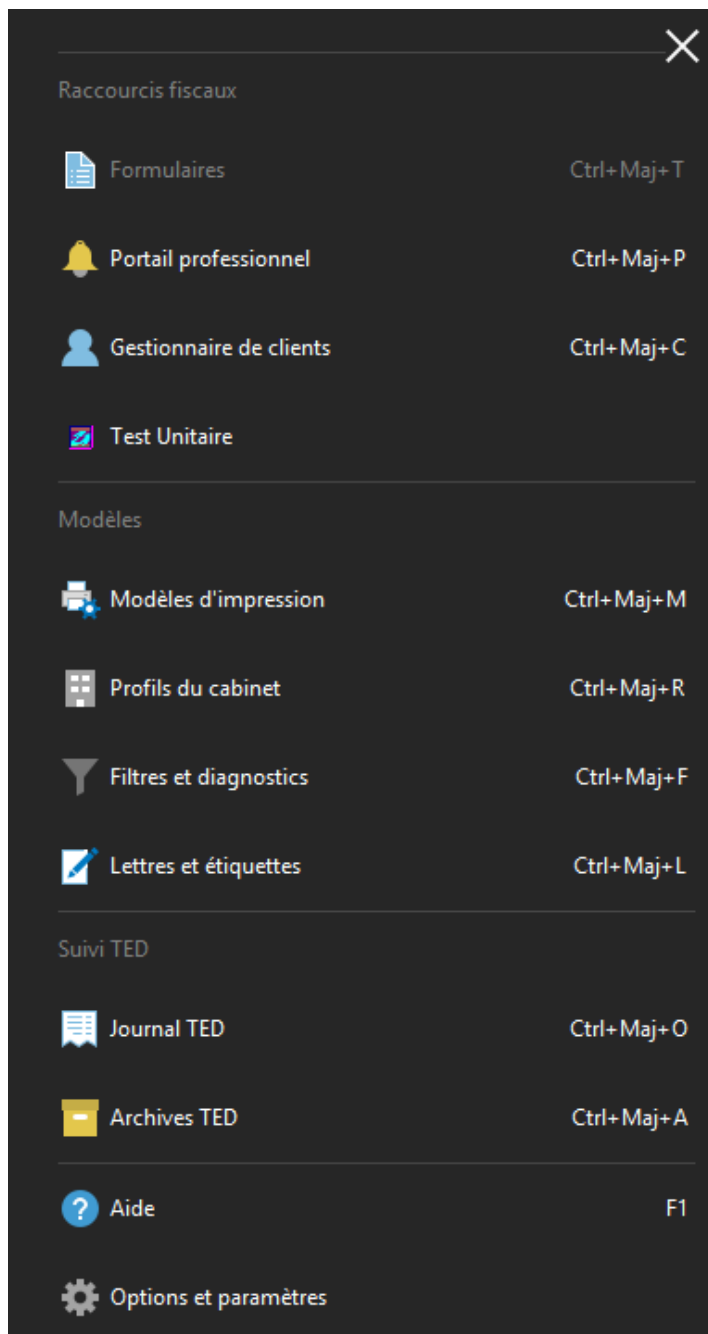 Raccourcis fiscaux
Formulaires Ctrl+Maj+T
Portail professionnel Ctrl+Maj+P
Gestionnaire de clients Ctrl+Maj+C
Test Unitaire
Modèles
Modèles d'impression Ctrl+Maj+M
Profils du cabinet Ctrl+Maj+R
Filtres et diagnostics Ctrl+Maj+F
Lettres et étiquettes Ctrl+Maj+L
Suivi TED
Journal TED Ctrl+Maj+O
Archives TED Ctrl+Maj+A
Aide F1
Options et paramètres